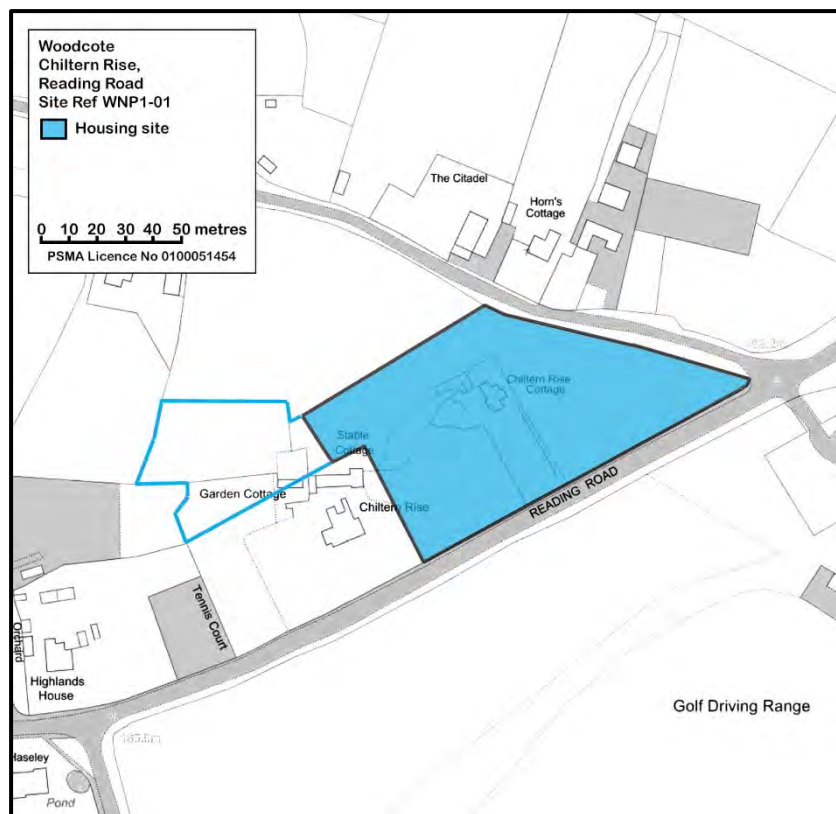 Woodcote
Chiltern Rise,
Reading Road
Site Ref WNP1-01
Housing site
0 10 20 30 40 50 metres
PSMA Licence No 0100051454
The Citadel
Horn's
Cottage
Chiltern Rise
Cottage
Stable
Cottage
Garden Cottage
Chiltern Rise
READING ROAD
Tennis Court
Orchard
Highlands
House
Golf Driving Range
Haseley
Pond